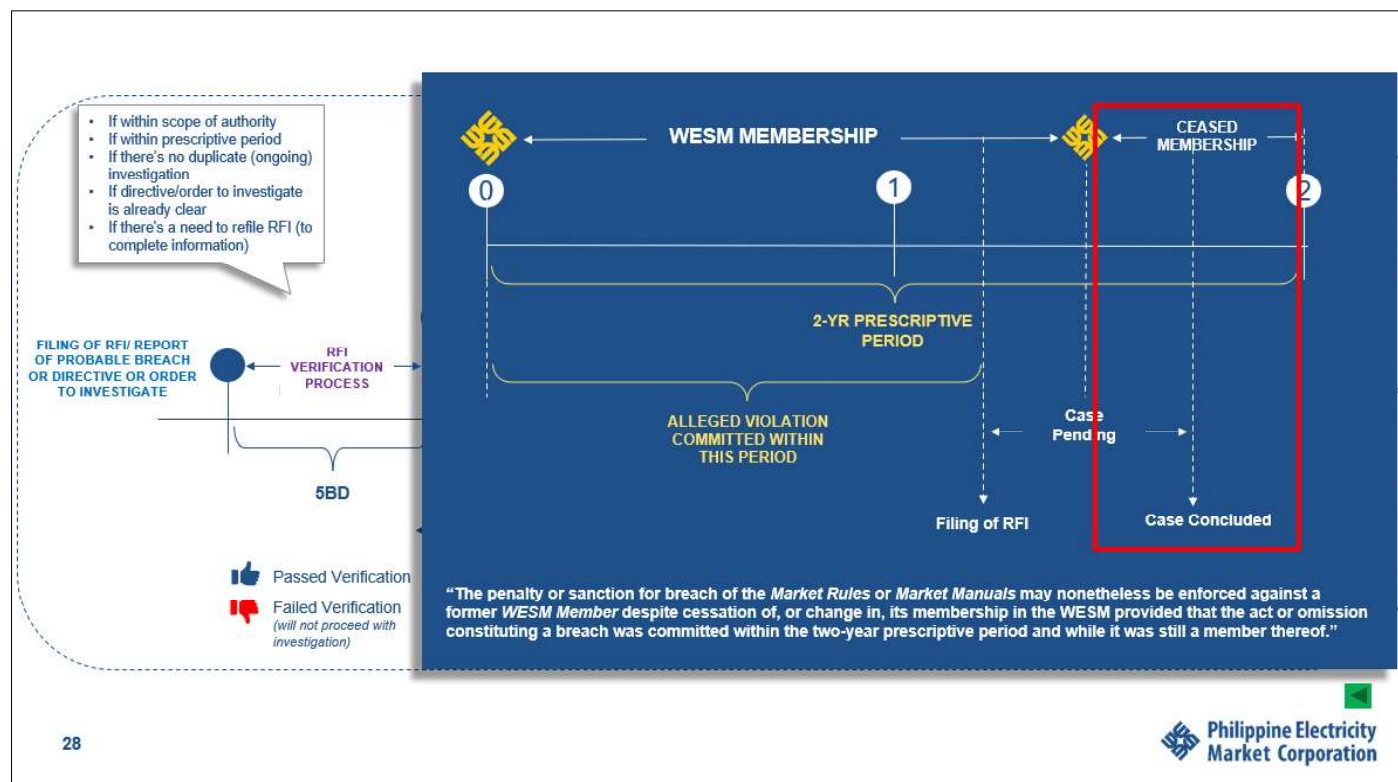 • If within scope of authority
• If within prescriptive period
• If there's no duplicate (ongoing)
investigation
• If directive/order to investigate
is already clear
• If there's a need to refile RFI (to
complete information)
FILING OF RFI/ REPORT
OF PROBABLE BREACH
OR DIRECTIVE OR ORDER
TO INVESTIGATE
RFI
VERIFICATION
PROCESS
5BD
Passed Verification
Failed Verification
(will not proceed with
investigation)
WESM MEMBERSHIP
CEASED
MEMBERSHIP
0
1
2
2-YR PRESCRIPTIVE
PERIOD
ALLEGED VIOLATION
COMMITTED WITHIN
THIS PERIOD
Case
Pending
Filing of RFI
Case Concluded
“The penalty or sanction for breach of the Market Rules or Market Manuals may nonetheless be enforced against a
former WESM Member despite cessation of, or change in, its membership in the WESM provided that the act or omission
constituting a breach was committed within the two-year prescriptive period and while it was still a member thereof.”
28
Philippine Electricity
Market Corporation